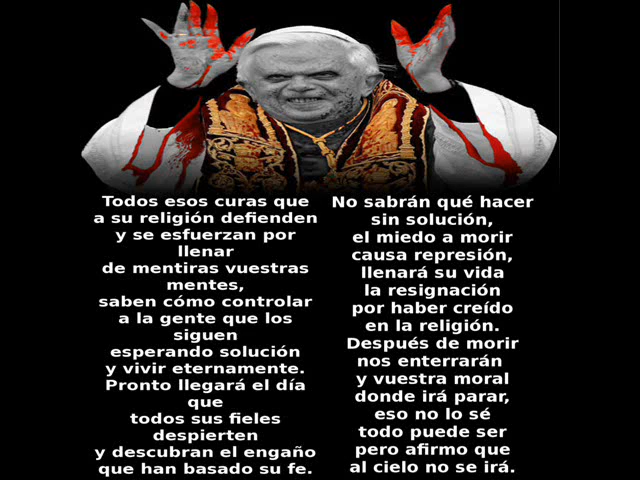 Todos esos curas que
a su religión defienden
y se esfuerzan por
llenar
de mentiras vuestras
mentes,
saben cómo controlar
a la gente que los
siguen
esperando solución
y vivir eternamente.
Pronto llegará el día
que
todos sus fieles
despierten
y descubran el engaño
que han basado su fe.
No sabrán qué hacer
sin solución,
el miedo a morir
causa represión,
llenará su vida
la resignación
por haber creído
en la religión.
Después de morir
nos enterrarán
y vuestra moral
donde irá parar,
eso no lo sé
todo puede ser
pero afirmo que
al cielo no se irá.